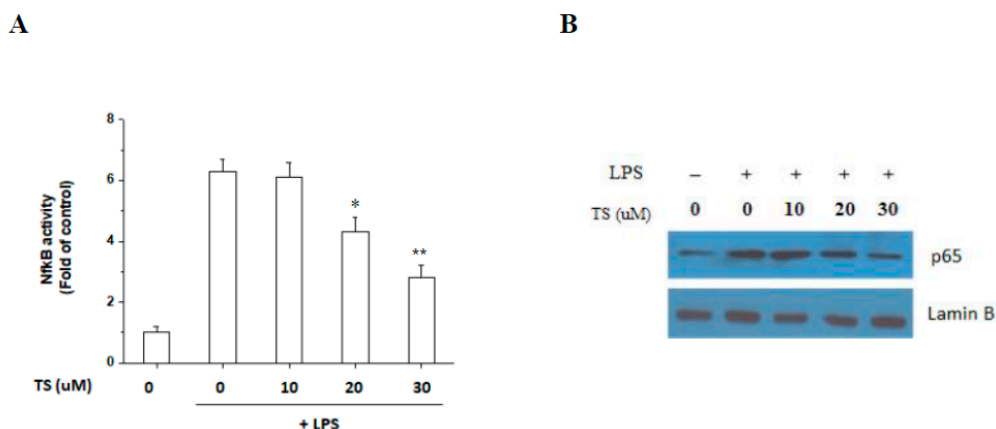 A
B
8
6
4
2
0
NfkB activity
(Fold of control)
*
**
TS (uM) 0 0 10 20 30
+ LPS
LPS – + + + +
TS (uM) 0 0 10 20 30
p65
Lamin B